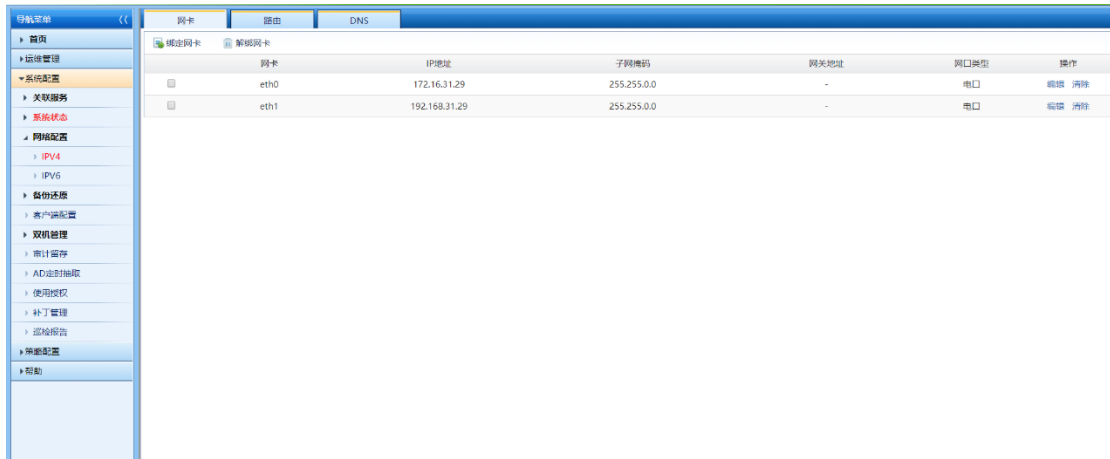 导航菜单 《
首页
运维管理
系统配置
关联服务
系统状态
网络配置
IPV4
IPV6
备份还原
客户端配置
双机管理
审计留存
AD定时抽取
使用授权
补丁管理
巡检报告
策略配置
帮助
网卡 路由 DNS
绑定网卡 解绑网卡
网卡 IP地址 子网掩码 网关地址 网口类型 操作
eth0 172.16.31.29 255.255.0.0 - 电口 编辑 清除
eth1 192.168.31.29 255.255.0.0 - 电口 编辑 清除